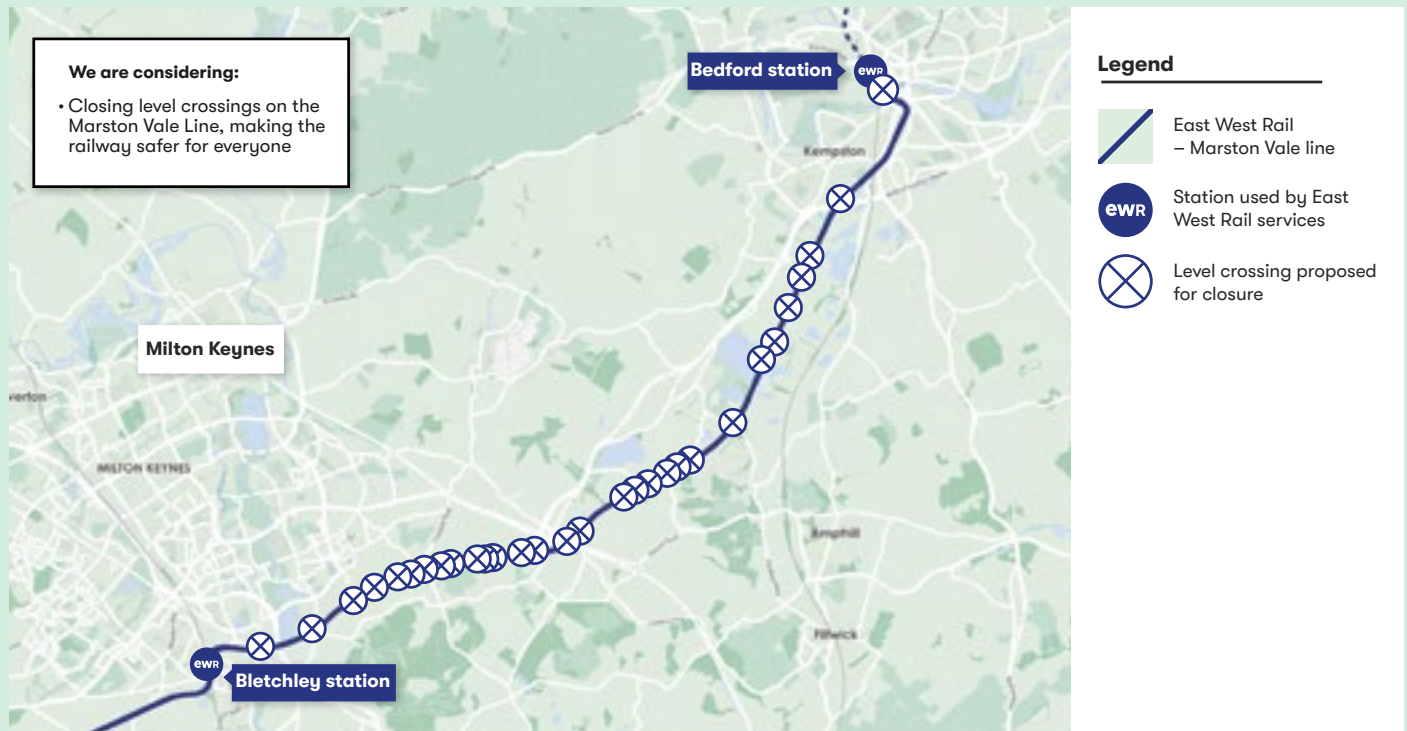 We are considering:
• Closing level crossings on the
Marston Vale Line, making the
railway safer for everyone
Bedford station
ewR
Kempston
Milton Keynes
MILTON KEYNES
Ampthill
Flitwick
ewR
Bletchley station
Legend
East West Rail
– Marston Vale line
ewR
Station used by East
West Rail services
Level crossing proposed
for closure